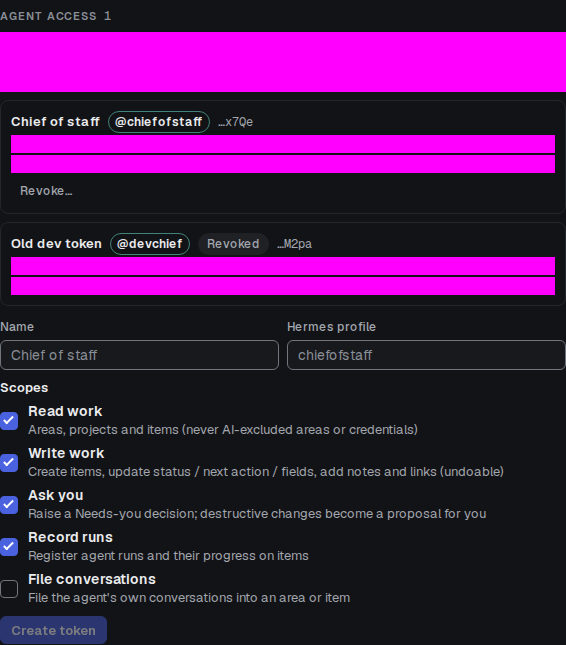 AGENT ACCESS 1
Chief of staff @chiefofstaff …x7Qe
Revoke…
Old dev token @devchief Revoked …M2pa
Name Hermes profile
Chief of staff chiefofstaff
Scopes
Read work
Areas, projects and items (never AI-excluded areas or credentials)
Write work
Create items, update status / next action / fields, add notes and links (undoable)
Ask you
Raise a Needs-you decision; destructive changes become a proposal for you
Record runs
Register agent runs and their progress on items
File conversations
File the agent's own conversations into an area or item
Create token